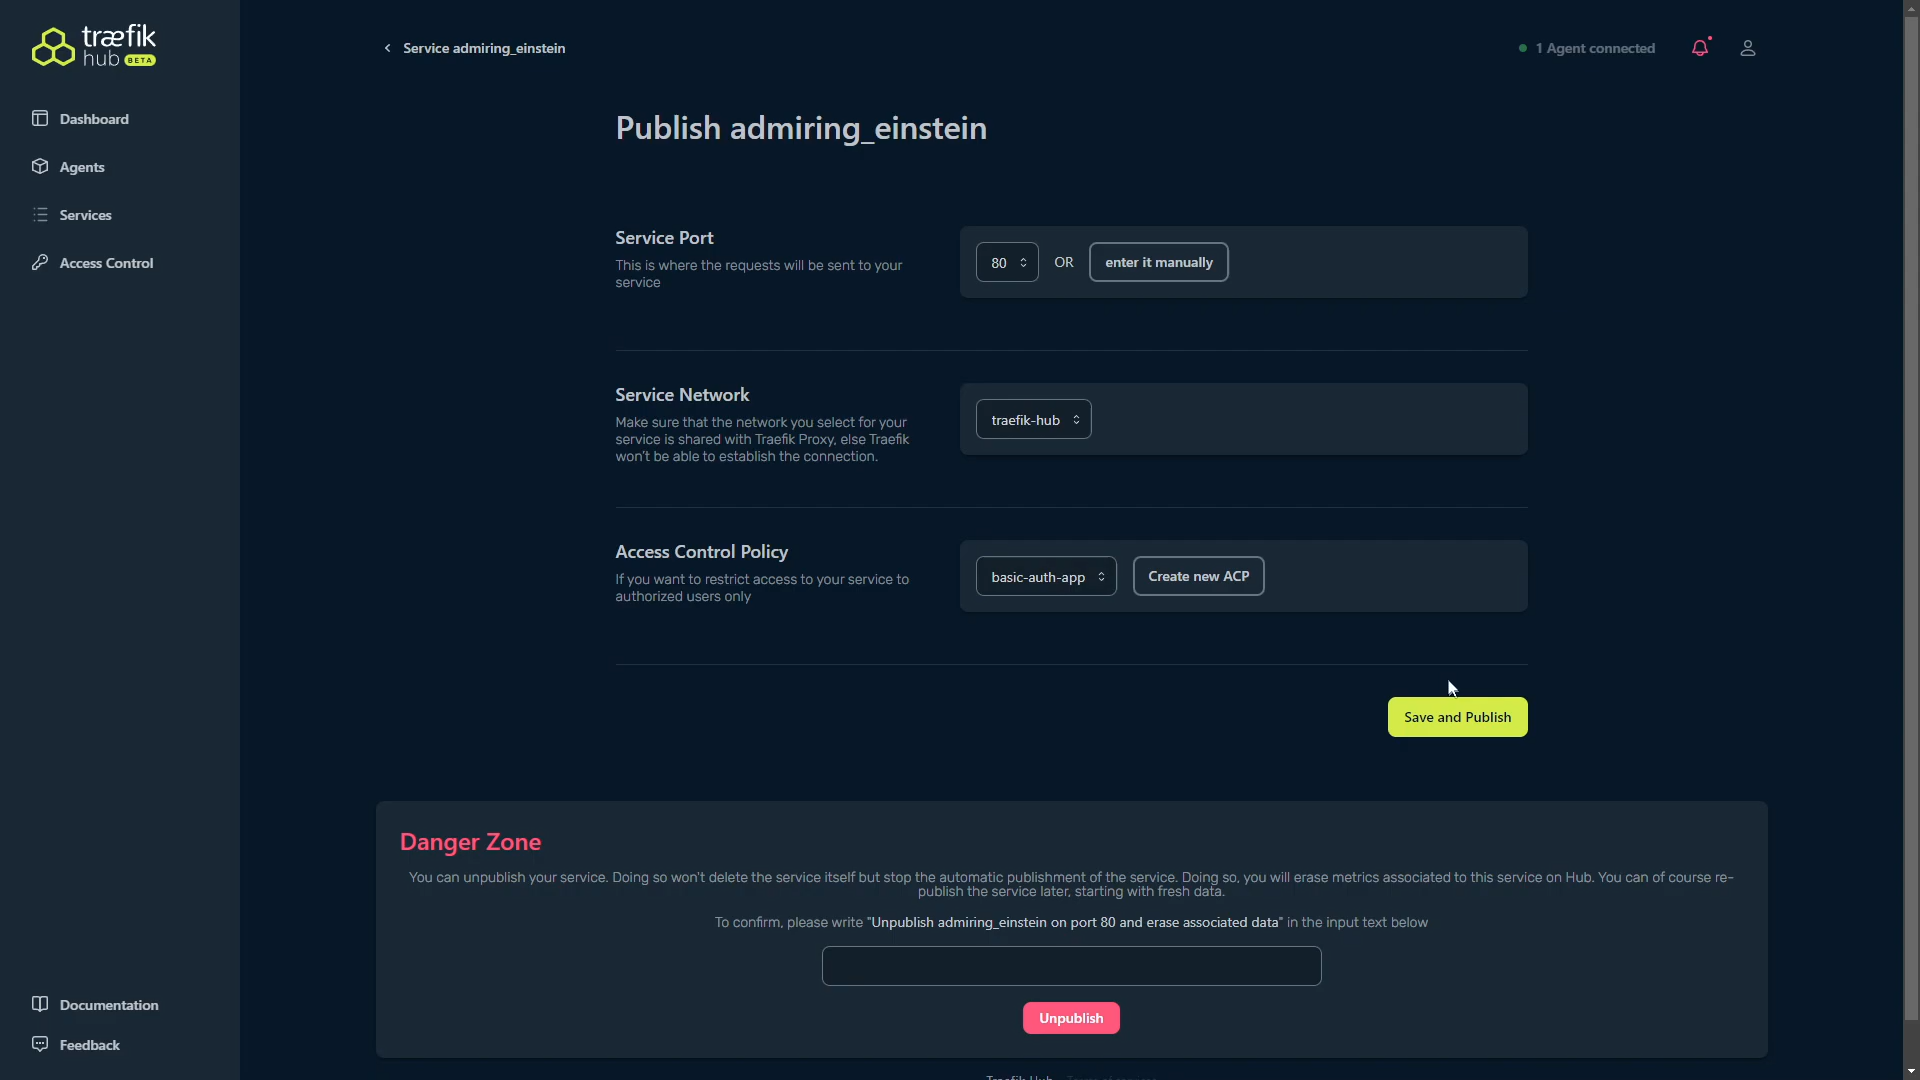 træfik
hub BETA
Service admiring_einstein
1 Agent connected
Dashboard
Agents
Services
Access Control
Publish admiring_einstein
Service Port
This is where the requests will be sent to your
service
80 OR enter it manually
Service Network
Make sure that the network you select for your
service is shared with Traefik Proxy, else Traefik
won't be able to establish the connection.
traefik-hub
Access Control Policy
If you want to restrict access to your service to
authorized users only
basic-auth-app Create new ACP
Save and Publish
Danger Zone
You can unpublish your service. Doing so won't delete the service itself but stop the automatic publishment of the service. Doing so, you will erase metrics associated to this service on Hub. You can of course re-
publish the service later, starting with fresh data.
To confirm, please write "Unpublish admiring_einstein on port 80 and erase associated data" in the input text below
Unpublish
Documentation
Feedback